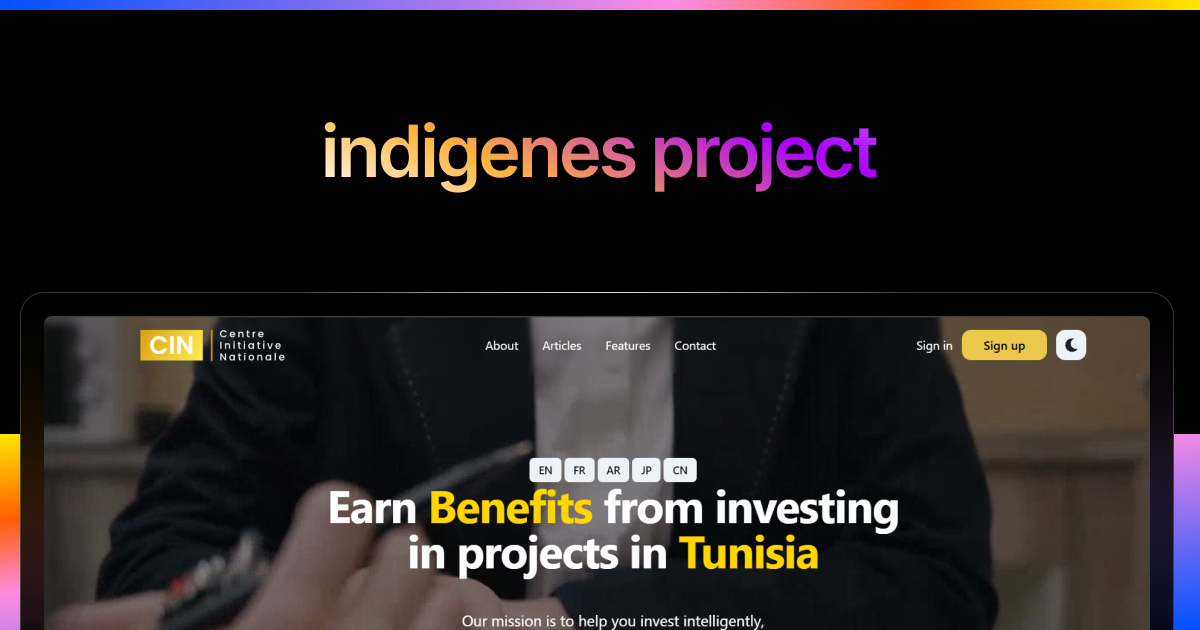 indigenes project
CIN
Centre
Initiative
Nationale
About Articles Features Contact
Sign in Sign up
EN FR AR JP CN
Earn Benefits from investing
in projects in Tunisia
Our mission is to help you invest intelligently,